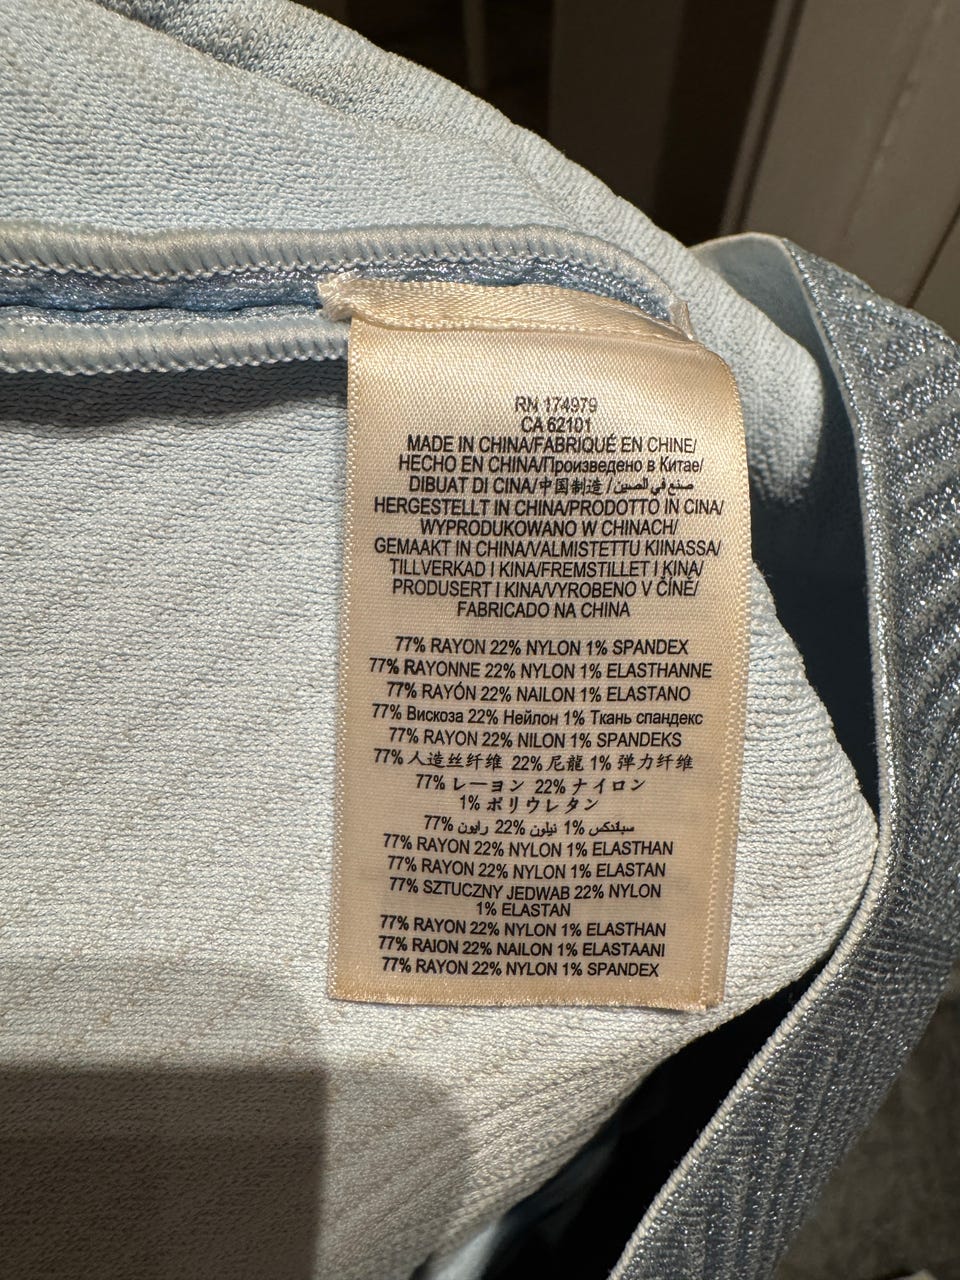 RN 174979
CA 62101
MADE IN CHINA/FABRIQUÉ EN CHINE/
HECHO EN CHINA/Произведено в Китае/
DIBUAT DI CINA/中国制造 /صنع في الصين/
HERGESTELLT IN CHINA/PRODOTTO IN CINA/
WYPRODUKOWANO W CHINACH/
GEMAAKT IN CHINA/VALMISTETTU KIINASSA/
TILLVERKAD I KINA/FREMSTILLET I KINA/
PRODUSERT I KINA/VYROBENO V ČÍNĚ/
FABRICADO NA CHINA
77% RAYON 22% NYLON 1% SPANDEX
77% RAYONNE 22% NYLON 1% ELASTHANNE
77% RAYÓN 22% NAILON 1% ELASTANO
77% Вискоза 22% Нейлон 1% Ткань спандекс
77% RAYON 22% NILON 1% SPANDEKS
77% 人造丝纤维 22% 尼龍 1% 弹力纤维
77% レーヨン 22% ナイロン
1% ポリウレタン
77% رايون 22% نيلون 1% سباندكس
77% RAYON 22% NYLON 1% ELASTHAN
77% RAYON 22% NYLON 1% ELASTAN
77% SZTUCZNY JEDWAB 22% NYLON
1% ELASTAN
77% RAYON 22% NYLON 1% ELASTHAN
77% RAION 22% NAILON 1% ELASTAANI
77% RAYON 22% NYLON 1% SPANDEX